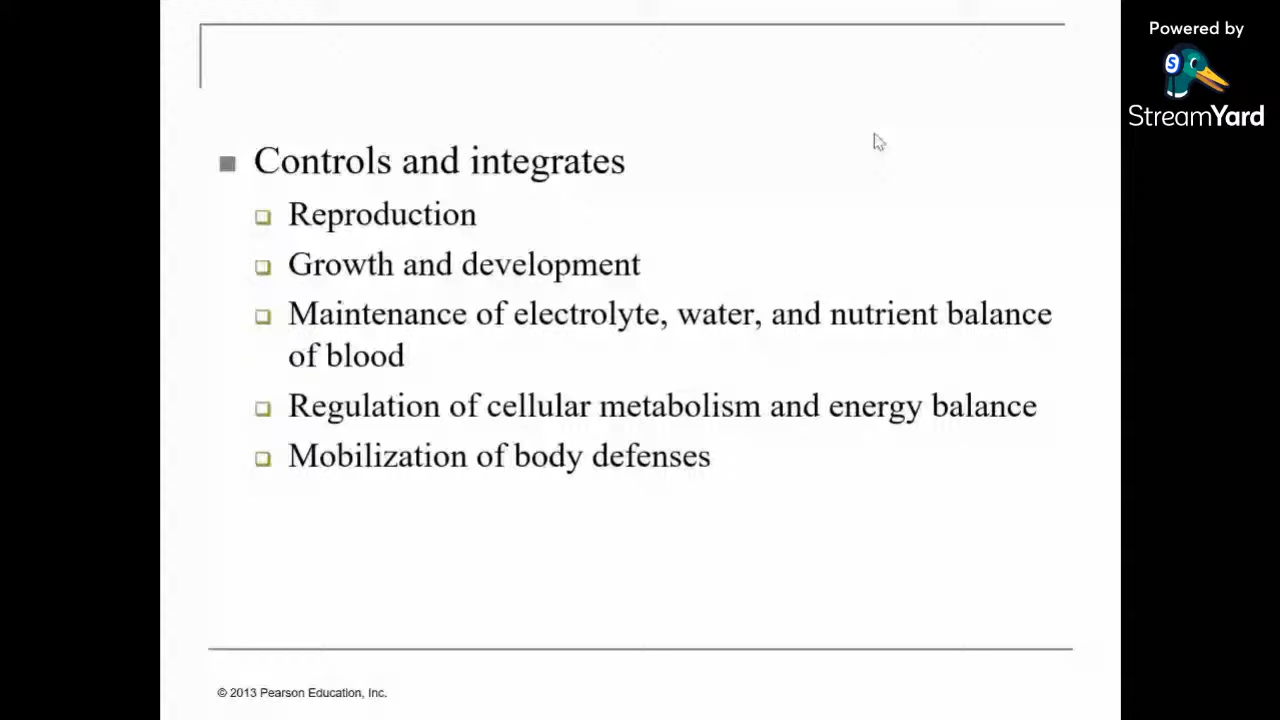 Powered by
StreamYard
Controls and integrates
Reproduction
Growth and development
Maintenance of electrolyte, water, and nutrient balance
of blood
Regulation of cellular metabolism and energy balance
Mobilization of body defenses
© 2013 Pearson Education, Inc.